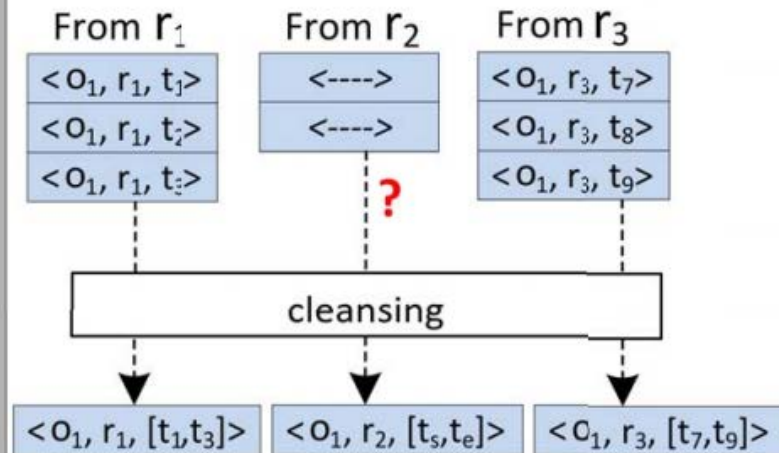 From r₁
From r₂
From r₃
<o₁, r₁, t₁>
<o₁, r₁, t₂>
<o₁, r₁, t₃>
<---->
<---->
<o₁, r₃, t₇>
<o₁, r₃, t₈>
<o₁, r₃, t₉>
?
cleansing
<o₁, r₁, [t₁,t₃]>
<o₁, r₂, [tₛ,tₑ]>
<o₁, r₃, [t₇,t₉]>